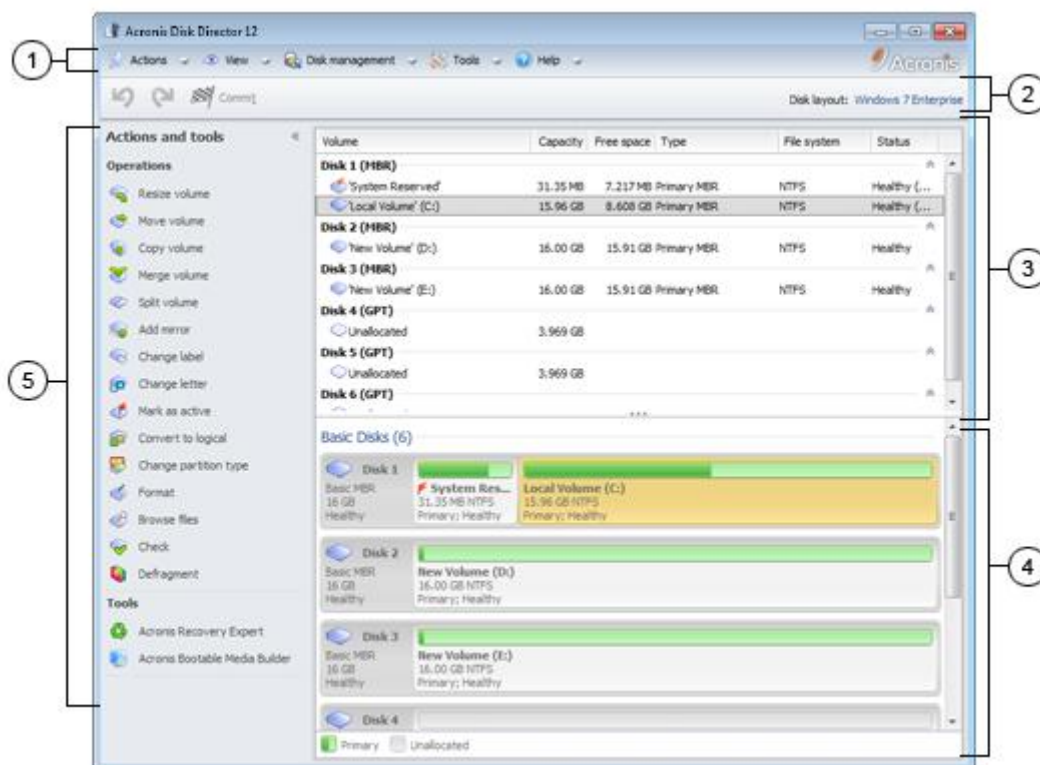 Acronis Disk Director 12
1
Actions View Disk management Tools Help
Acronis
Commit
Disk layout: Windows 7 Enterprise
2
5
Actions and tools
Operations
Resize volume
Move volume
Copy volume
Merge volume
Split volume
Add mirror
Change label
Change letter
Mark as active
Convert to logical
Change partition type
Format
Browse files
Check
Defragment
Tools
Acronis Recovery Expert
Acronis Bootable Media Builder
3
Volume Capacity Free space Type File system Status
Disk 1 (MBR)
'System Reserved' 31.35 MB 7.217 MB Primary MBR NTFS Healthy (...
'Local Volume' (C:) 15.96 GB 8.608 GB Primary MBR NTFS Healthy (...
Disk 2 (MBR)
'New Volume' (D:) 16.00 GB 15.91 GB Primary MBR NTFS Healthy
Disk 3 (MBR)
'New Volume' (E:) 16.00 GB 15.91 GB Primary MBR NTFS Healthy
Disk 4 (GPT)
Unallocated 3.969 GB
Disk 5 (GPT)
Unallocated 3.969 GB
Disk 6 (GPT)
4
Basic Disks (6)
Disk 1
Basic MBR
16 GB
Healthy
System Res...
31.35 MB NTFS
Primary; Healthy
Local Volume (C:)
15.96 GB NTFS
Primary; Healthy
Disk 2
Basic MBR
16 GB
Healthy
New Volume (D:)
16.00 GB NTFS
Primary; Healthy
Disk 3
Basic MBR
16 GB
Healthy
New Volume (E:)
16.00 GB NTFS
Primary; Healthy
Disk 4
Primary Unallocated